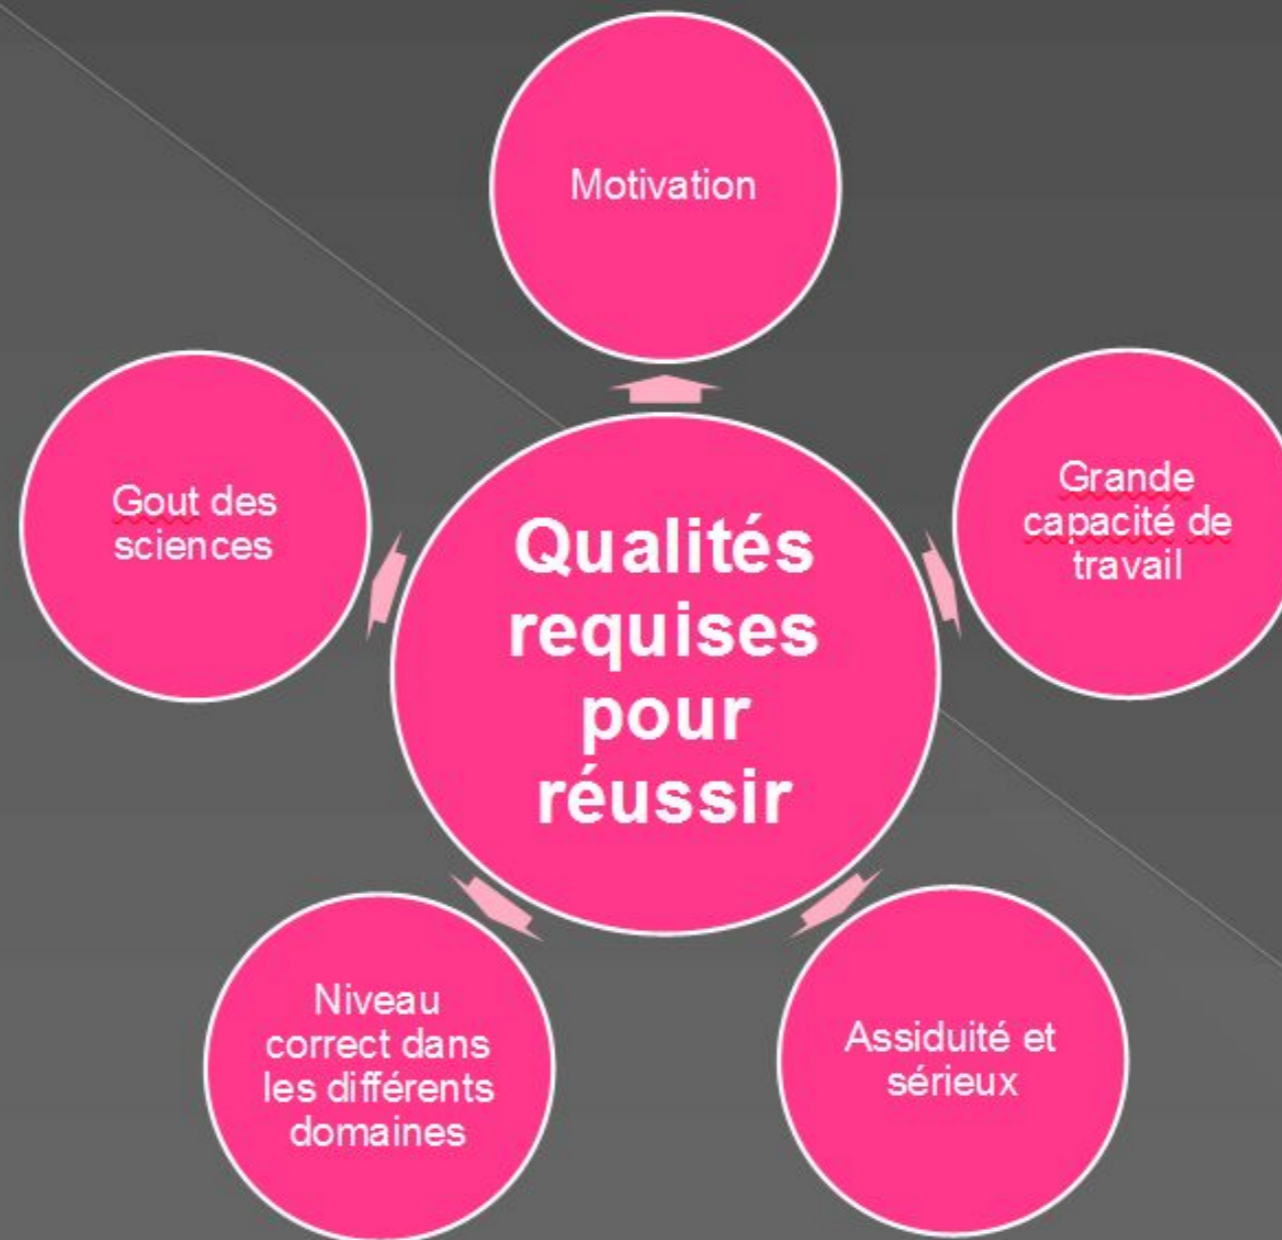 Motivation
Gout des
sciences
Grande
capacité de
travail
Qualités
requises
pour
réussir
Niveau
correct dans
les différents
domaines
Assiduité et
sérieux